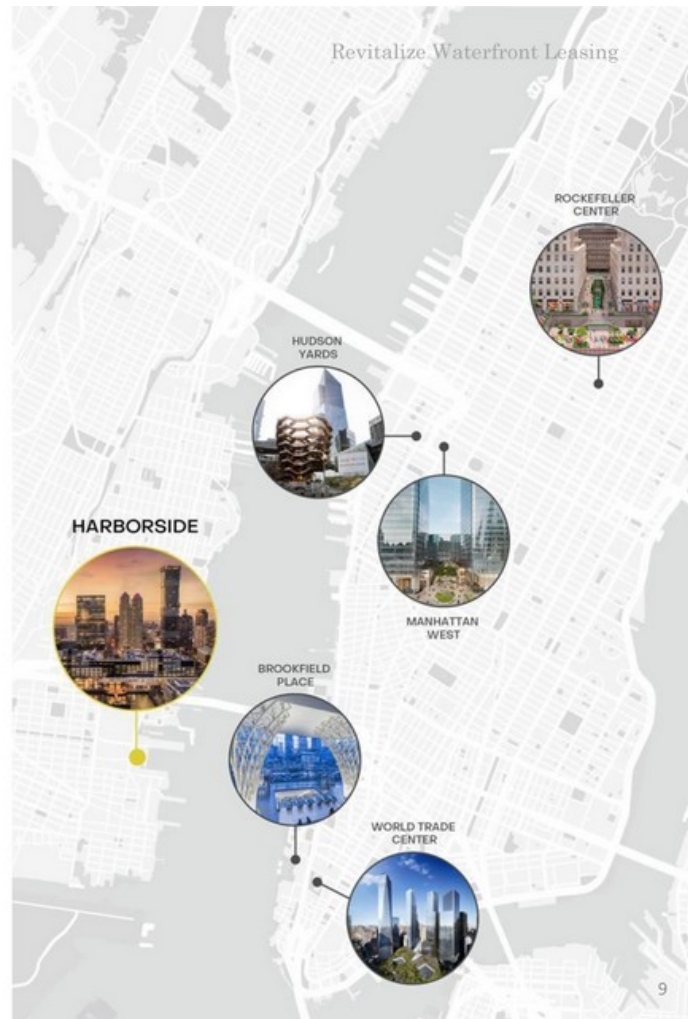 Revitalize Waterfront Leasing
ROCKEFELLER
CENTER
HUDSON
YARDS
HARBORSIDE
MANHATTAN
WEST
BROOKFIELD
PLACE
WORLD TRADE
CENTER
9